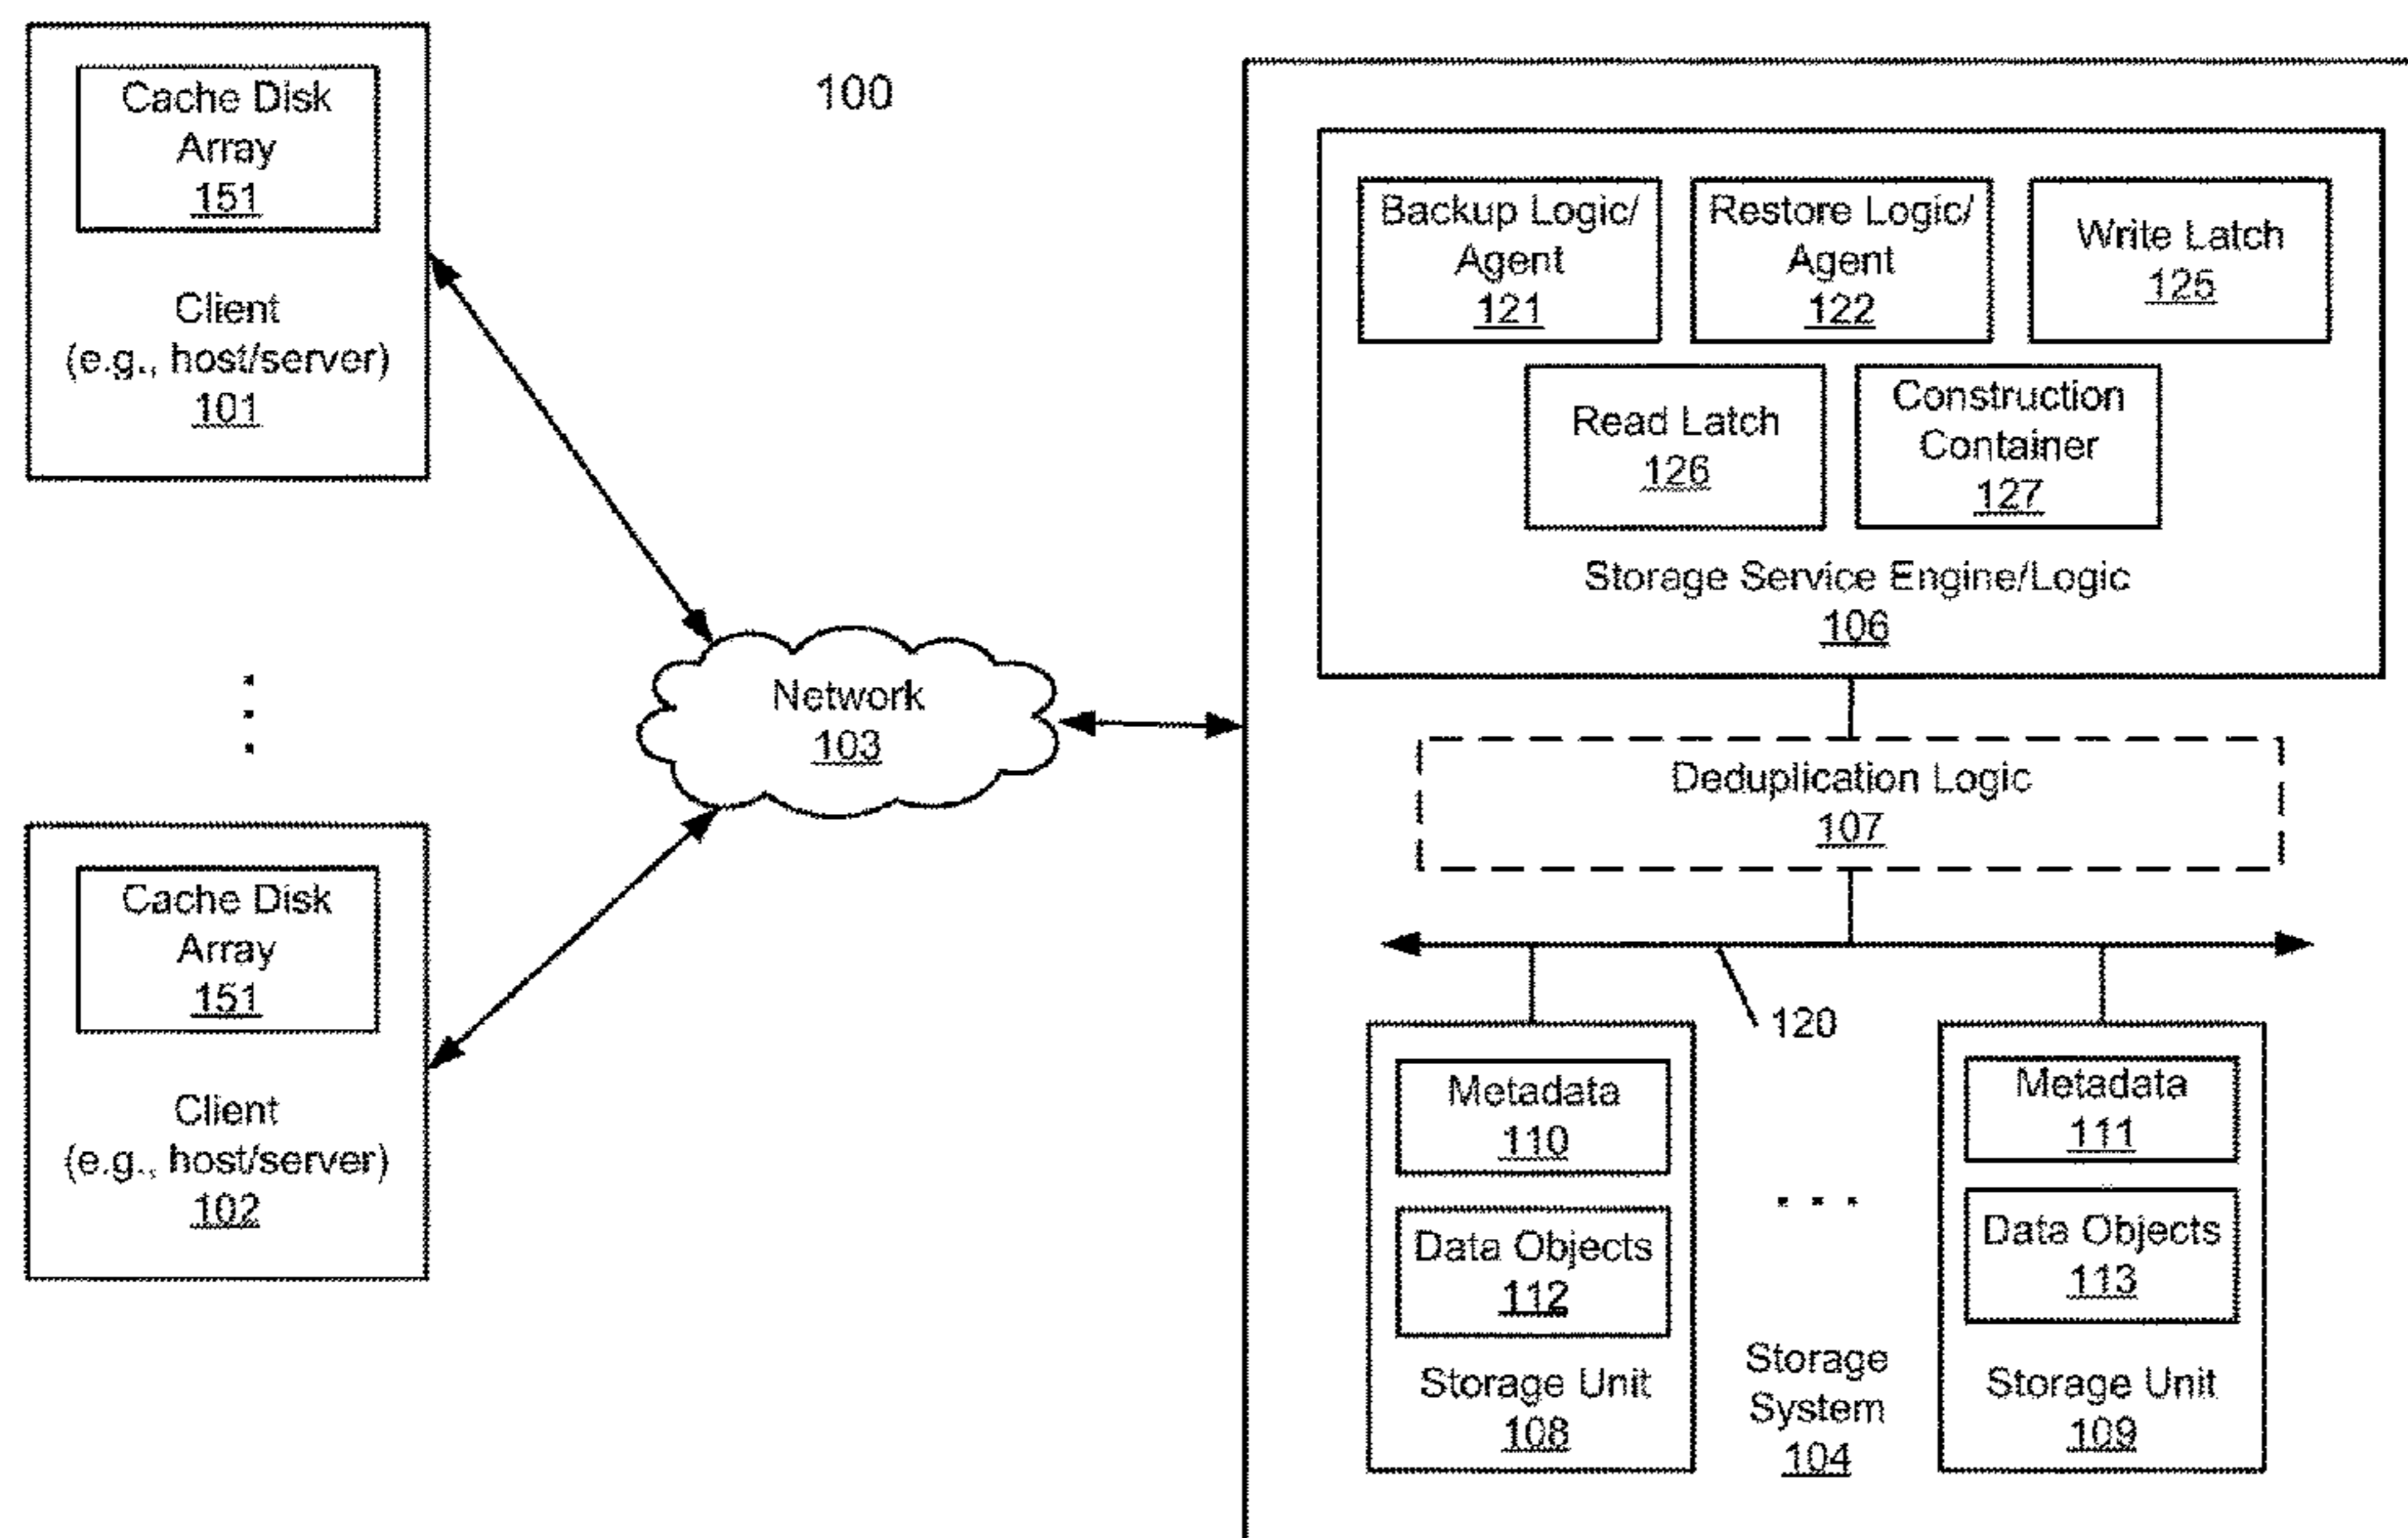 Cache Disk
Array
151
Client
(e.g., host/server)
101
100
Backup Logic/
Agent
121
Restore Logic/
Agent
122
Write Latch
125
Read Latch
126
Construction
Container
127
Storage Service Engine/Logic
106
Network
103
Deduplication Logic
107
Cache Disk
Array
151
Client
(e.g., host/server)
102
120
Metadata
110
Data Objects
112
Storage Unit
108
. . .
Storage
System
104
Metadata
111
Data Objects
113
Storage Unit
109